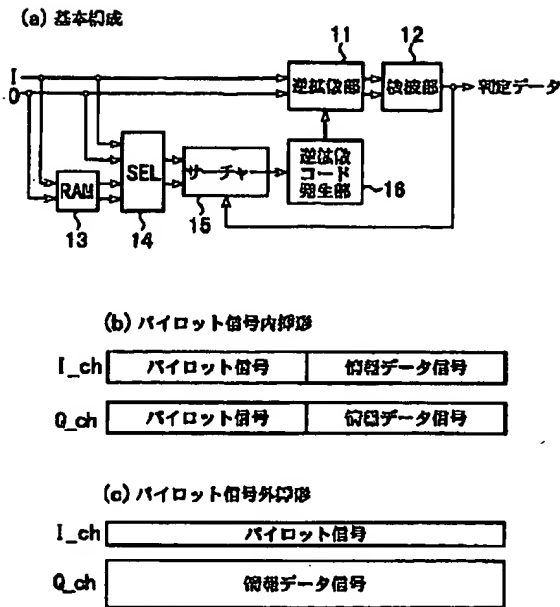 (a) 基本構成
11
12
I
Q
逆拡散部
検波部
判定データ
RAM
SEL
サーチャー
逆拡散
コード
発生部
13
14
15
16
(b) パイロット信号内挿形
I_ch
パイロット信号
情報データ信号
Q_ch
パイロット信号
情報データ信号
(c) パイロット信号外挿形
I_ch
パイロット信号
Q_ch
情報データ信号